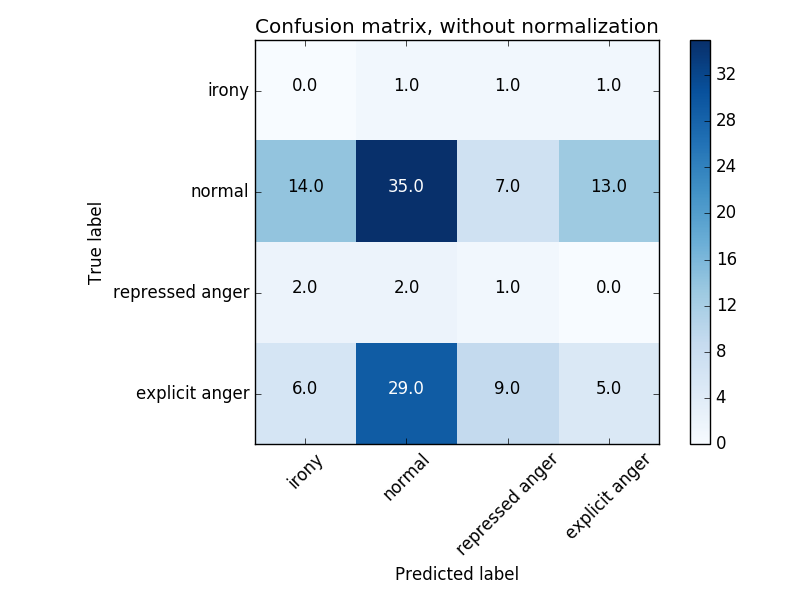 Confusion matrix, without normalization
irony 0.0 1.0 1.0 1.0
normal 14.0 35.0 7.0 13.0
repressed anger 2.0 2.0 1.0 0.0
explicit anger 6.0 29.0 9.0 5.0
True label
irony normal repressed anger explicit anger
Predicted label
32
28
24
20
16
12
8
4
0